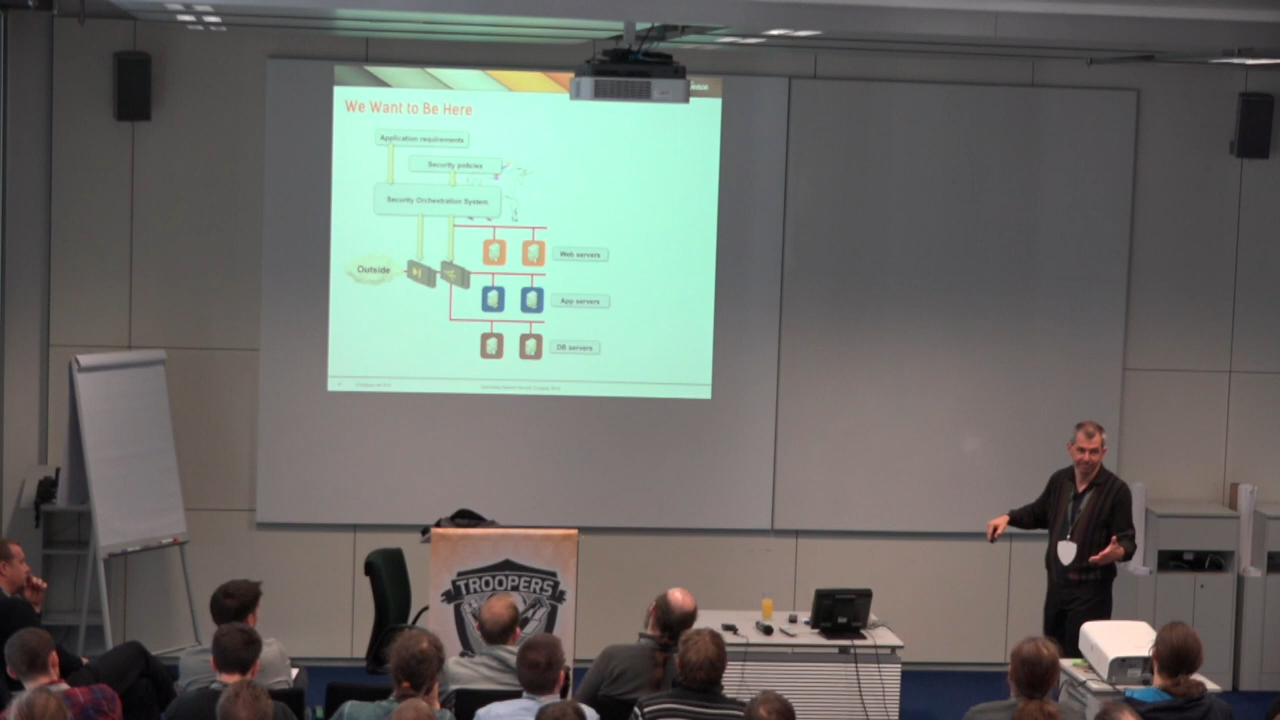 We Want to Be Here
Application requirements
Security policies
Security Orchestration System
Outside
Web servers
App servers
DB servers
TROOPERS